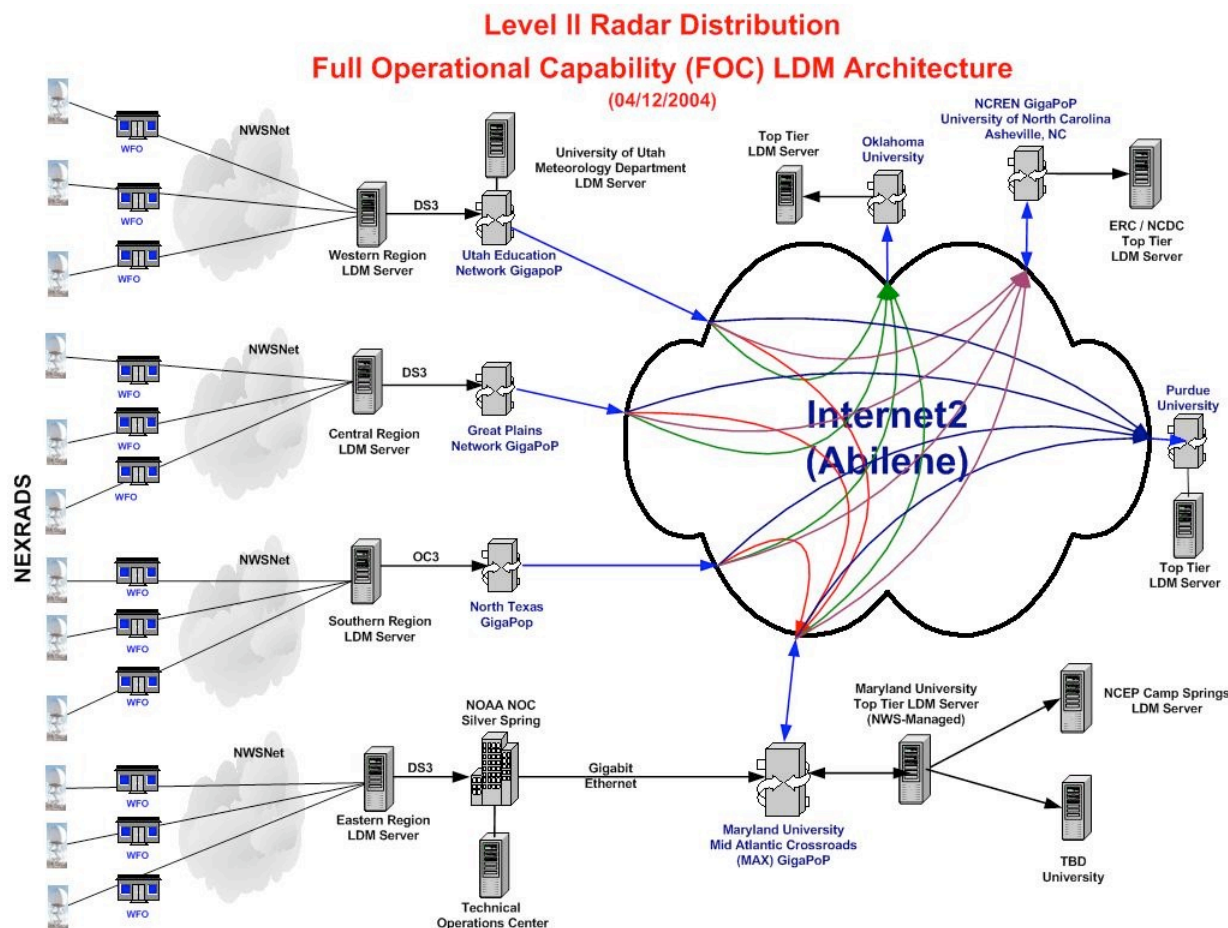 Level II Radar Distribution
Full Operational Capability (FOC) LDM Architecture
(04/12/2004)
NEXRADS
WFO
WFO
WFO
NWSNet
Western Region
LDM Server
DS3
University of Utah
Meteorology Department
LDM Server
Utah Education
Network GigapoP
Top Tier
LDM Server
Oklahoma
University
NCREN GigaPoP
University of North Carolina
Asheville, NC
ERC / NCDC
Top Tier
LDM Server
WFO
WFO
WFO
NWSNet
Central Region
LDM Server
DS3
Great Plains
Network GigaPoP
Internet2
(Abilene)
Purdue
University
Top Tier
LDM Server
WFO
WFO
WFO
NWSNet
Southern Region
LDM Server
OC3
North Texas
GigaPop
WFO
WFO
WFO
NWSNet
Eastern Region
LDM Server
DS3
NOAA NOC
Silver Spring
Technical
Operations Center
Gigabit
Ethernet
Maryland University
Mid Atlantic Crossroads
(MAX) GigaPoP
Maryland University
Top Tier LDM Server
(NWS-Managed)
NCEP Camp Springs
LDM Server
TBD
University